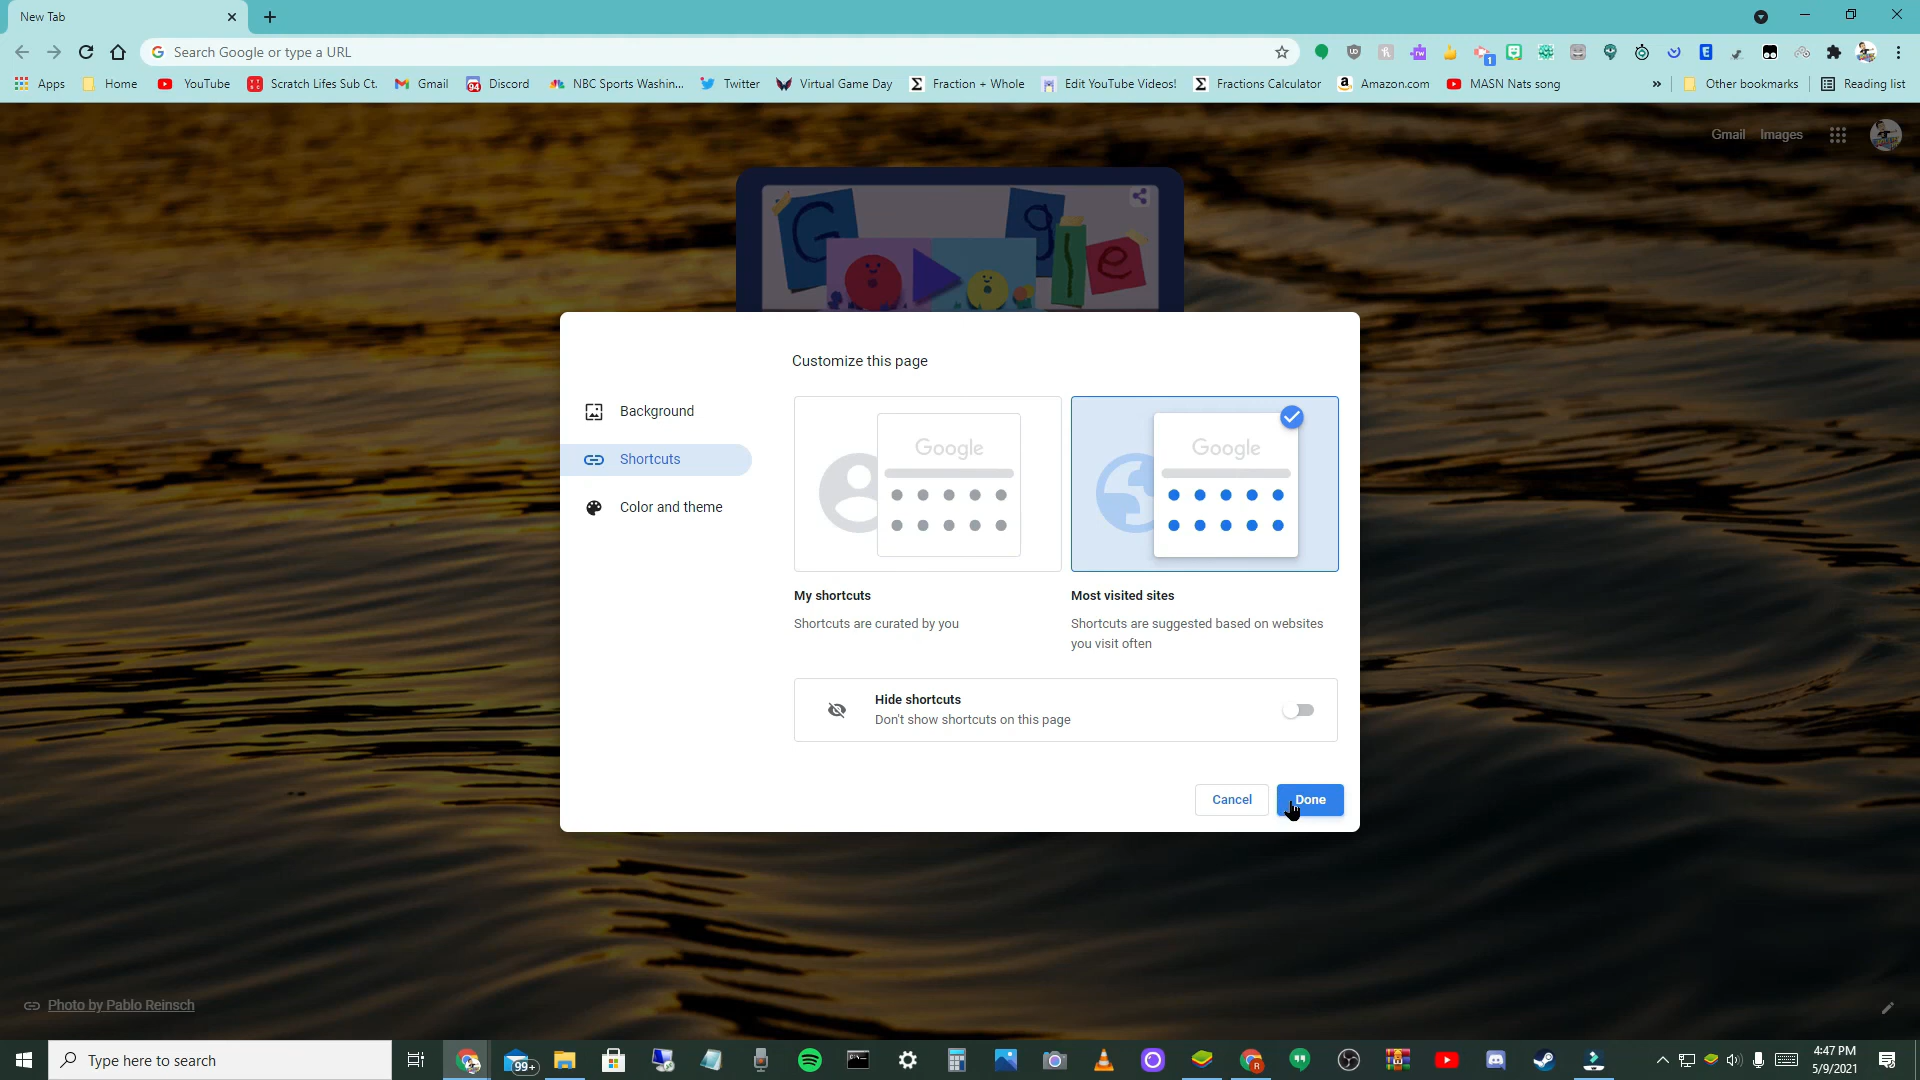 New Tab
Search Google or type a URL
1
Apps Home YouTube Scratch Lifes Sub Ct. Gmail 94 Discord NBC Sports Washin... Twitter Virtual Game Day Fraction + Whole Edit YouTube Videos! Fractions Calculator Amazon.com MASN Nats song » Other bookmarks Reading list
Gmail Images
G gle
Customize this page
Background
Shortcuts
Color and theme
Google
Google
My shortcuts
Shortcuts are curated by you
Most visited sites
Shortcuts are suggested based on websites
you visit often
Hide shortcuts
Don't show shortcuts on this page
Cancel Done
Photo by Pablo Reinsch
Type here to search
99+
4:47 PM
5/9/2021